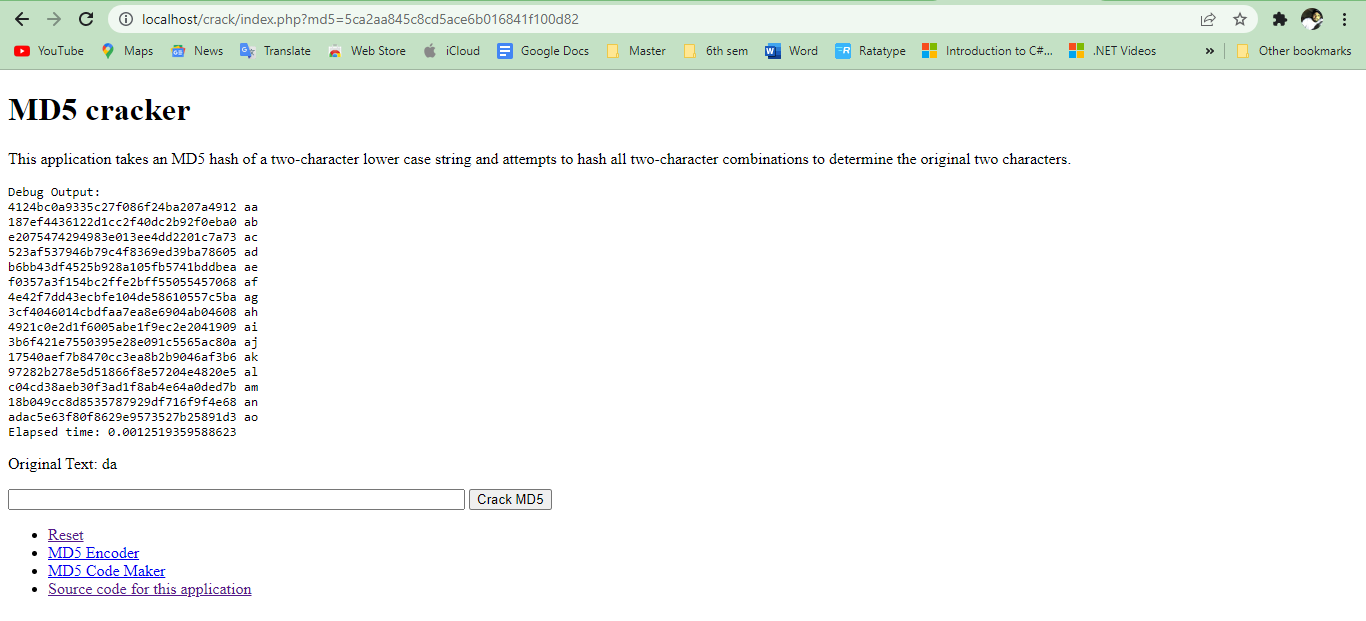 localhost/crack/index.php?md5=5ca2aa845c8cd5ace6b016841f100d82
YouTube Maps News Translate Web Store iCloud Google Docs Master 6th sem Word Ratatype Introduction to C#... .NET Videos » Other bookmarks
MD5 cracker
This application takes an MD5 hash of a two-character lower case string and attempts to hash all two-character combinations to determine the original two characters.
Debug Output:
4124bc0a9335c27f086f24ba207a4912 aa
187ef4436122d1cc2f40dc2b92f0eba0 ab
e2075474294983e013ee4dd2201c7a73 ac
523af537946b79c4f8369ed39ba78605 ad
b6bb43df4525b928a105fb5741bddbea ae
f0357a3f154bc2ffe2bff55055457068 af
4e42f7dd43ecbfe104de58610557c5ba ag
3cf4046014cbdfaa7ea8e6904ab04608 ah
4921c0e2d1f6005abe1f9ec2e2041909 ai
3b6f421e7550395e28e091c5565ac80a aj
17540aef7b8470cc3ea8b2b9046af3b6 ak
97282b278e5d51866f8e57204e4820e5 al
c04cd38aeb30f3ad1f8ab4e64a0ded7b am
18b049cc8d8535787929df716f9f4e68 an
adac5e63f80f8629e9573527b25891d3 ao
Elapsed time: 0.0012519359588623
Original Text: da
Crack MD5
Reset
MD5 Encoder
MD5 Code Maker
Source code for this application